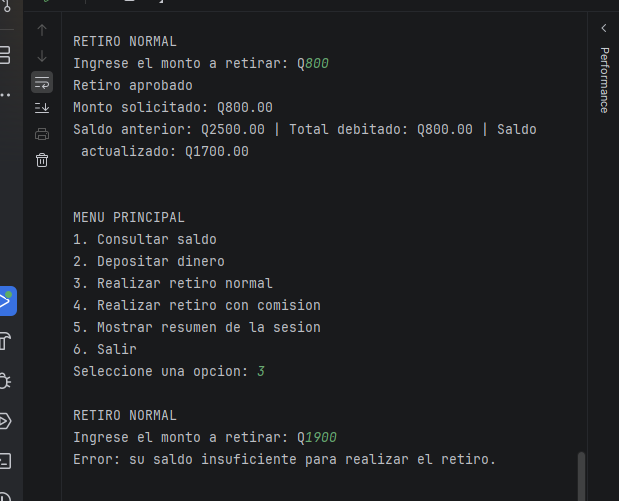 RETIRO NORMAL
Ingrese el monto a retirar: Q800
Retiro aprobado
Monto solicitado: Q800.00
Saldo anterior: Q2500.00 | Total debitado: Q800.00 | Saldo
actualizado: Q1700.00
MENU PRINCIPAL
1. Consultar saldo
2. Depositar dinero
3. Realizar retiro normal
4. Realizar retiro con comision
5. Mostrar resumen de la sesion
6. Salir
Seleccione una opcion: 3
RETIRO NORMAL
Ingrese el monto a retirar: Q1900
Error: su saldo insuficiente para realizar el retiro.
Performance